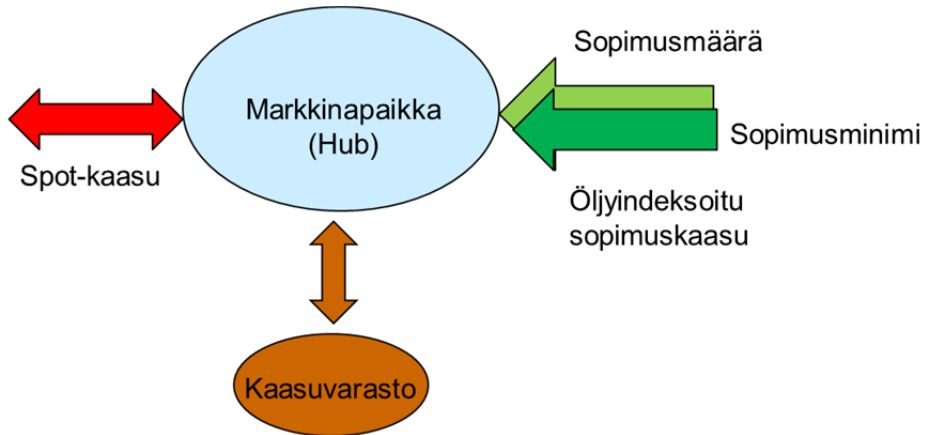 Sopimusmäärä
Markkinapaikka
(Hub)
Sopimusminimi
Spot-kaasu
Öljyindeksoitu
sopimuskaasu
Kaasuvarasto